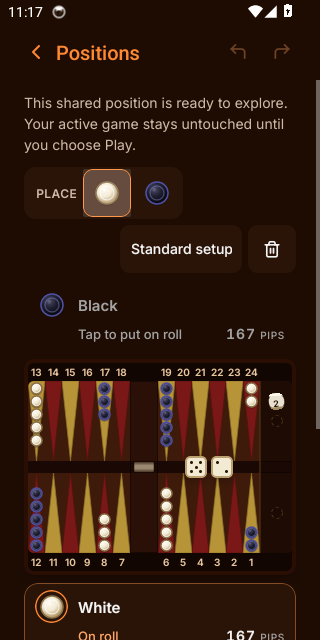 11:17
Positions
This shared position is ready to explore.
Your active game stays untouched until
you choose Play.
PLACE
Standard setup
Black
Tap to put on roll 167 PIPS
13 14 15 16 17 18 19 20 21 22 23 24
2
12 11 10 9 8 7 6 5 4 3 2 1
White
On roll 167 PIPS